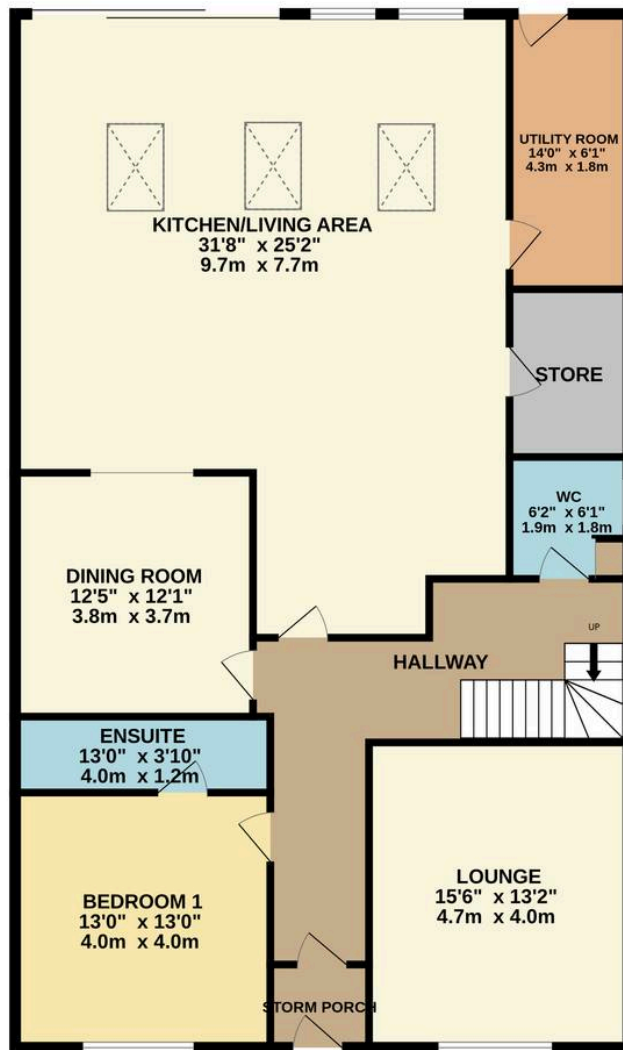 UTILITY ROOM
14'0" x 6'1"
4.3m x 1.8m
KITCHEN/LIVING AREA
31'8" x 25'2"
9.7m x 7.7m
STORE
WC
6'2" x 6'1"
1.9m x 1.8m
DINING ROOM
12'5" x 12'1"
3.8m x 3.7m
UP
HALLWAY
ENSUITE
13'0" x 3'10"
4.0m x 1.2m
BEDROOM 1
13'0" x 13'0"
4.0m x 4.0m
LOUNGE
15'6" x 13'2"
4.7m x 4.0m
STORM PORCH